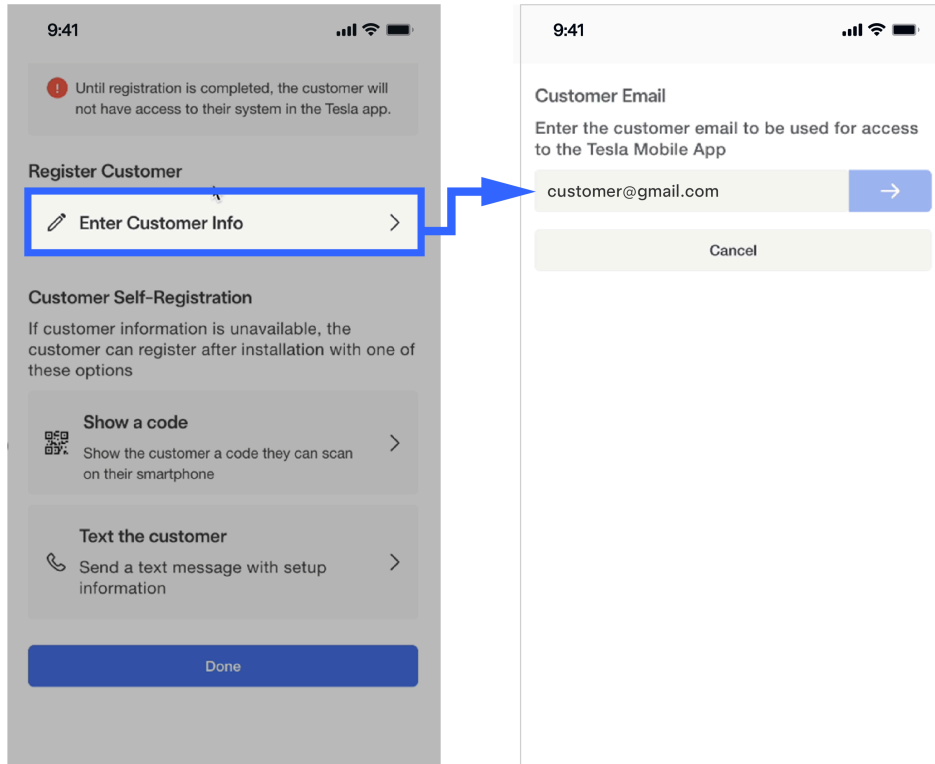 9:41
Until registration is completed, the customer will
not have access to their system in the Tesla app.
Register Customer
Enter Customer Info
Customer Self-Registration
If customer information is unavailable, the
customer can register after installation with one of
these options
Show a code
Show the customer a code they can scan
on their smartphone
Text the customer
Send a text message with setup
information
Done
9:41
Customer Email
Enter the customer email to be used for access
to the Tesla Mobile App
customer@gmail.com
Cancel